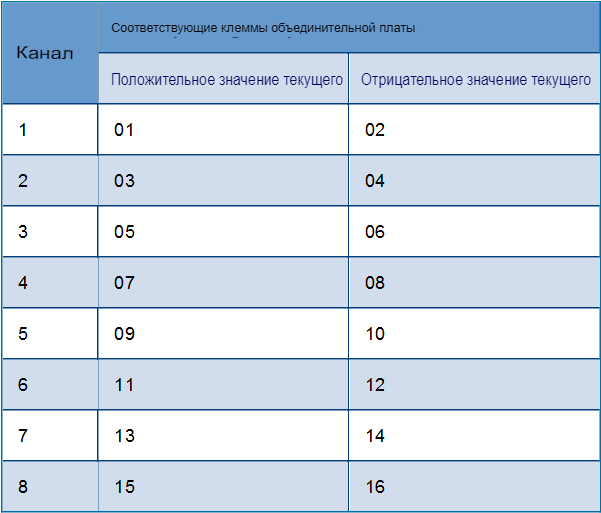 Соответствующие клеммы объединительной платы
Канал
Положительное значение текущего
Отрицательное значение текущего
1 01 02
2 03 04
3 05 06
4 07 08
5 09 10
6 11 12
7 13 14
8 15 16